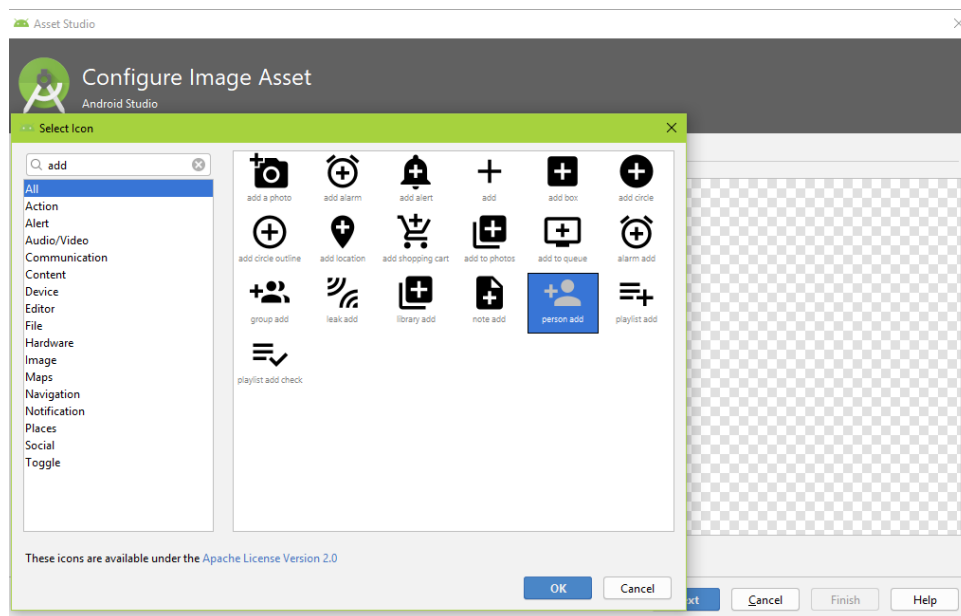 Asset Studio
Configure Image Asset
Android Studio
Select Icon
add
All
Action
Alert
Audio/Video
Communication
Content
Device
Editor
File
Hardware
Image
Maps
Navigation
Notification
Places
Social
Toggle
add a photo add alarm add alert add add box add circle
add circle outline add location add shopping cart add to photos add to queue alarm add
group add leak add library add note add person add playlist add
playlist add check
These icons are available under the Apache License Version 2.0
OK Cancel
xt Cancel Finish Help